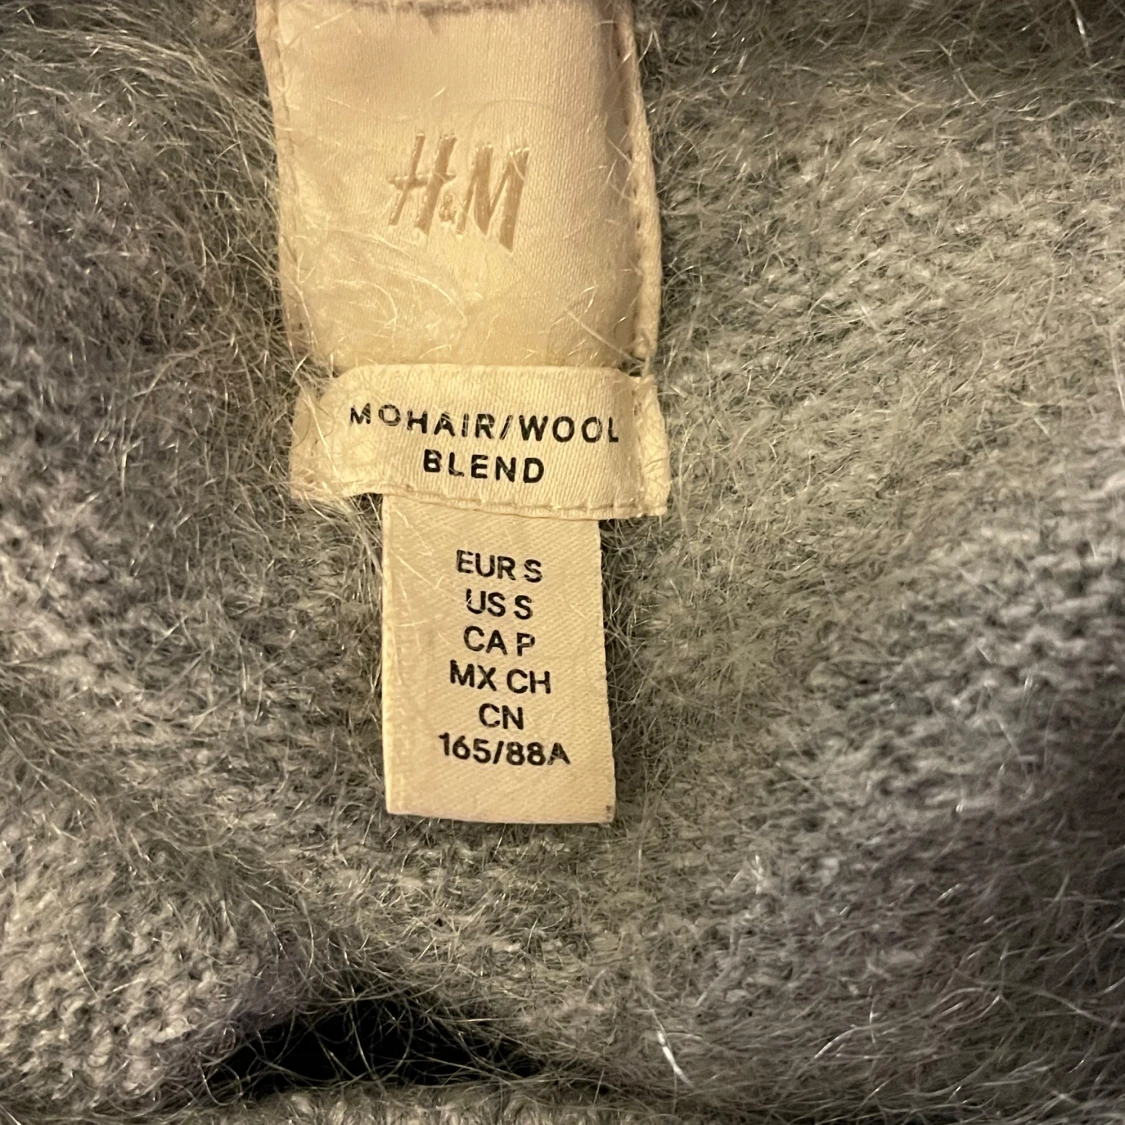 H&M
MOHAIR/WOOL
BLEND
EUR S
US S
CA P
MX CH
CN
165/88A